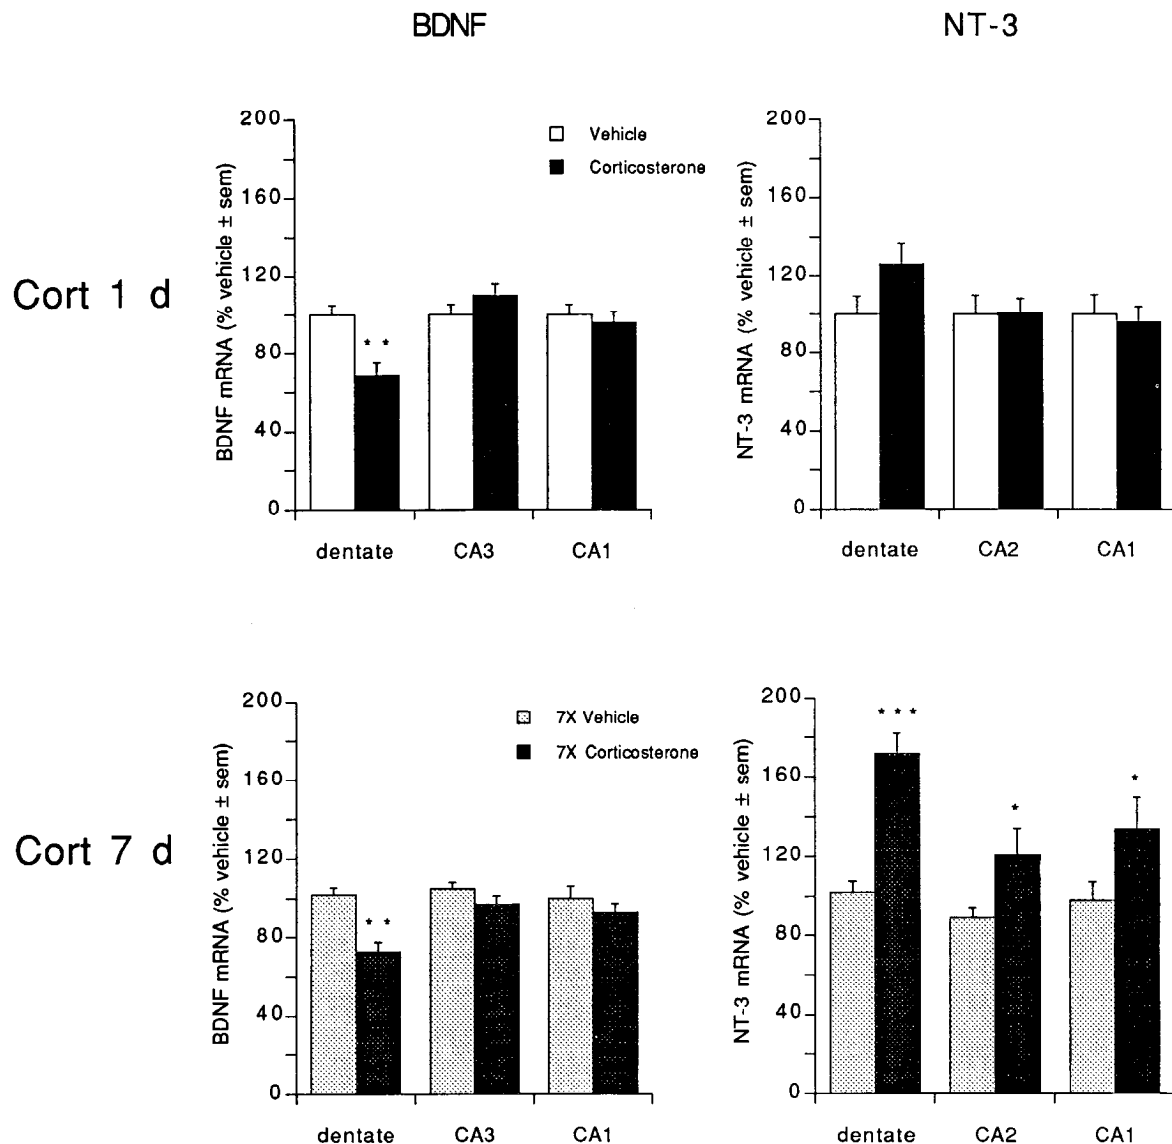 BDNF
NT-3
Cort 1 d
BDNF mRNA (% vehicle ± sem)
200
160
120
80
40
0
Vehicle
Corticosterone
* *
dentate CA3 CA1
NT-3 mRNA (% vehicle ± sem)
200
160
120
80
40
0
dentate CA2 CA1
Cort 7 d
BDNF mRNA (% vehicle ± sem)
200
160
120
80
40
0
7X Vehicle
7X Corticosterone
* *
dentate CA3 CA1
NT-3 mRNA (% vehicle ± sem)
200
160
120
80
40
0
* * *
*
*
dentate CA2 CA1